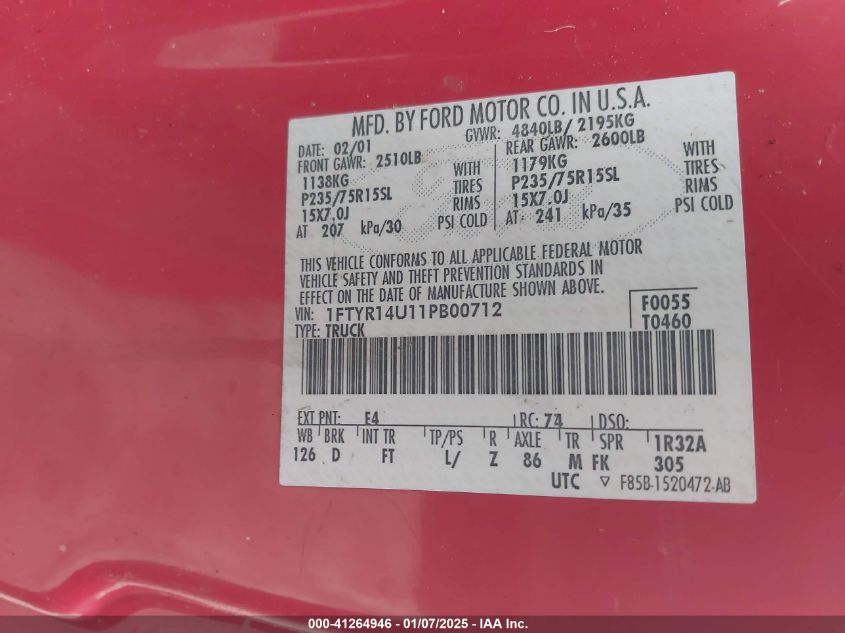 MFD. BY FORD MOTOR CO. IN U.S.A.
DATE: 02/01 GVWR: 4840LB/ 2195KG
FRONT GAWR: 2510LB REAR GAWR: 2600LB
1138KG WITH 1179KG WITH
P235/75R15SL TIRES P235/75R15SL TIRES
15X7.0J RIMS 15X7.0J RIMS
AT 207 kPa/30 PSI COLD AT 241 kPa/35 PSI COLD
THIS VEHICLE CONFORMS TO ALL APPLICABLE FEDERAL MOTOR
VEHICLE SAFETY AND THEFT PREVENTION STANDARDS IN
EFFECT ON THE DATE OF MANUFACTURE SHOWN ABOVE.
VIN: 1FTYR14U11PB00712 F0055
TYPE: TRUCK T0460
EXT PNT: E4 RC: 74 DSO:
WB BRK INT TR TP/PS R AXLE TR SPR 1R32A
126 D FT L/ Z 86 M FK 305
UTC ▽ F85B-1520472-AB
000-41264946 - 01/07/2025 - IAA Inc.